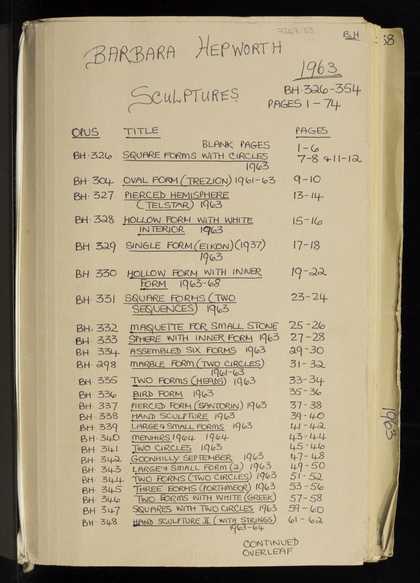 BH
38
BARBARA HEPWORTH
1963
BH 326-354
PAGES 1-74
SCULPTURES
OPUS TITLE PAGES
BLANK PAGES 1-6
BH·326 SQUARE FORMS WITH CIRCLES 7-8 & 11-12
1963
BH·304 OVAL FORM (TREZION) 1961-63 9-10
BH·327 PIERCED HEMISPHERE 13-14
(TELSTAR) 1963
BH·328 HOLLOW FORM WITH WHITE 15-16
INTERIOR 1963
BH 329 SINGLE FORM (EIKON) (1937) 17-18
1963
BH 330 HOLLOW FORM WITH INNER 19-22
FORM 1963-68
BH·331 SQUARE FORMS (TWO 23-24
SEQUENCES) 1963
BH·332 MAQUETTE FOR SMALL STONE 25-26
BH 333 SPHERE WITH INNER FORM 1963 27-28
BH·334 ASSEMBLED SIX FORMS 1963 29-30
BH·298 MARBLE FORM (TWO CIRCLES) 31-32
1961-63
BH·335 TWO FORMS (HEADS) 1963 33-34
BH·336 BIRD FORM 1963 35-36
BH·337 PIERCED FORM (SANTORIN) 1963 37-38
BH·338 HAND SCULPTURE 1963 39-40
BH·339 LARGE & SMALL FORMS 1963 41-42
BH·340 MENHIRS 1964 1964 43-44
BH·341 TWO CIRCLES 1963 45-46
BH·342 GOONHILLY SEPTEMBER 1963 47-48
BH·343 LARGE & SMALL FORM (2) 1963 49-50
BH·344 TWO FORMS (TWO CIRCLES) 1963 51-52
BH·345 THREE FORMS (PORTHMEOR) 1963 53-56
BH·346 TWO FORMS WITH WHITE (GREEK) 57-58
BH·347 SQUARES WITH TWO CIRCLES 1963 59-60
BH·348 HAND SCULPTURE II (WITH STRINGS) 61-62
1963-64
CONTINUED
OVERLEAF
1963